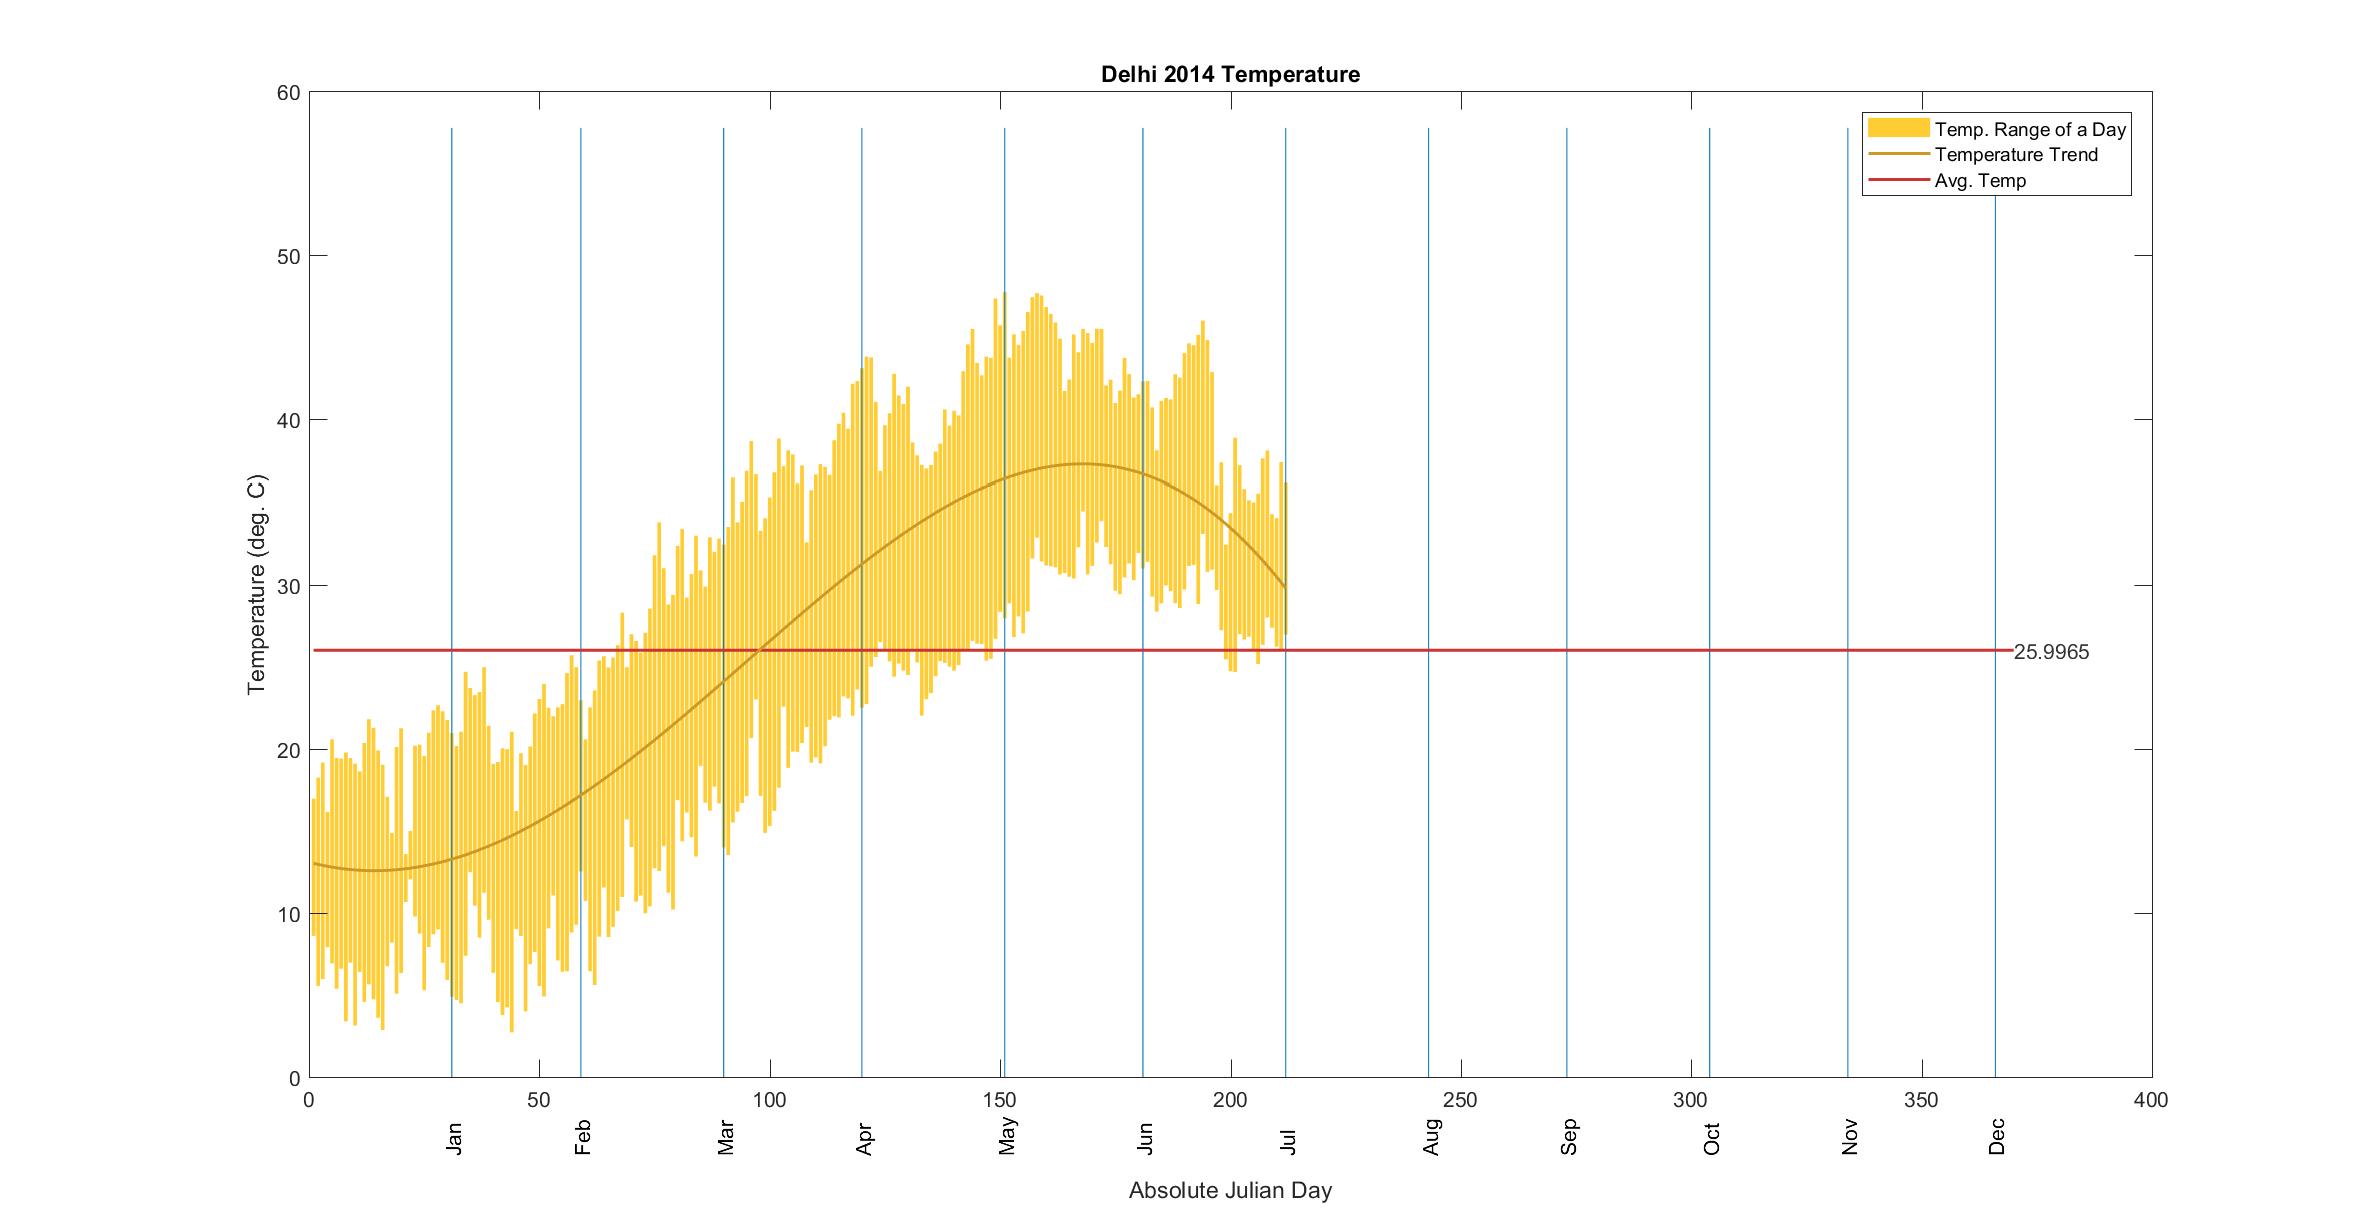 Delhi 2014 Temperature
60
50
40
30
20
10
0
Temperature (deg. C)
Temp. Range of a Day
Temperature Trend
Avg. Temp
25.9965
0 50 100 150 200 250 300 350 400
Jan Feb Mar Apr May Jun Jul Aug Sep Oct Nov Dec
Absolute Julian Day